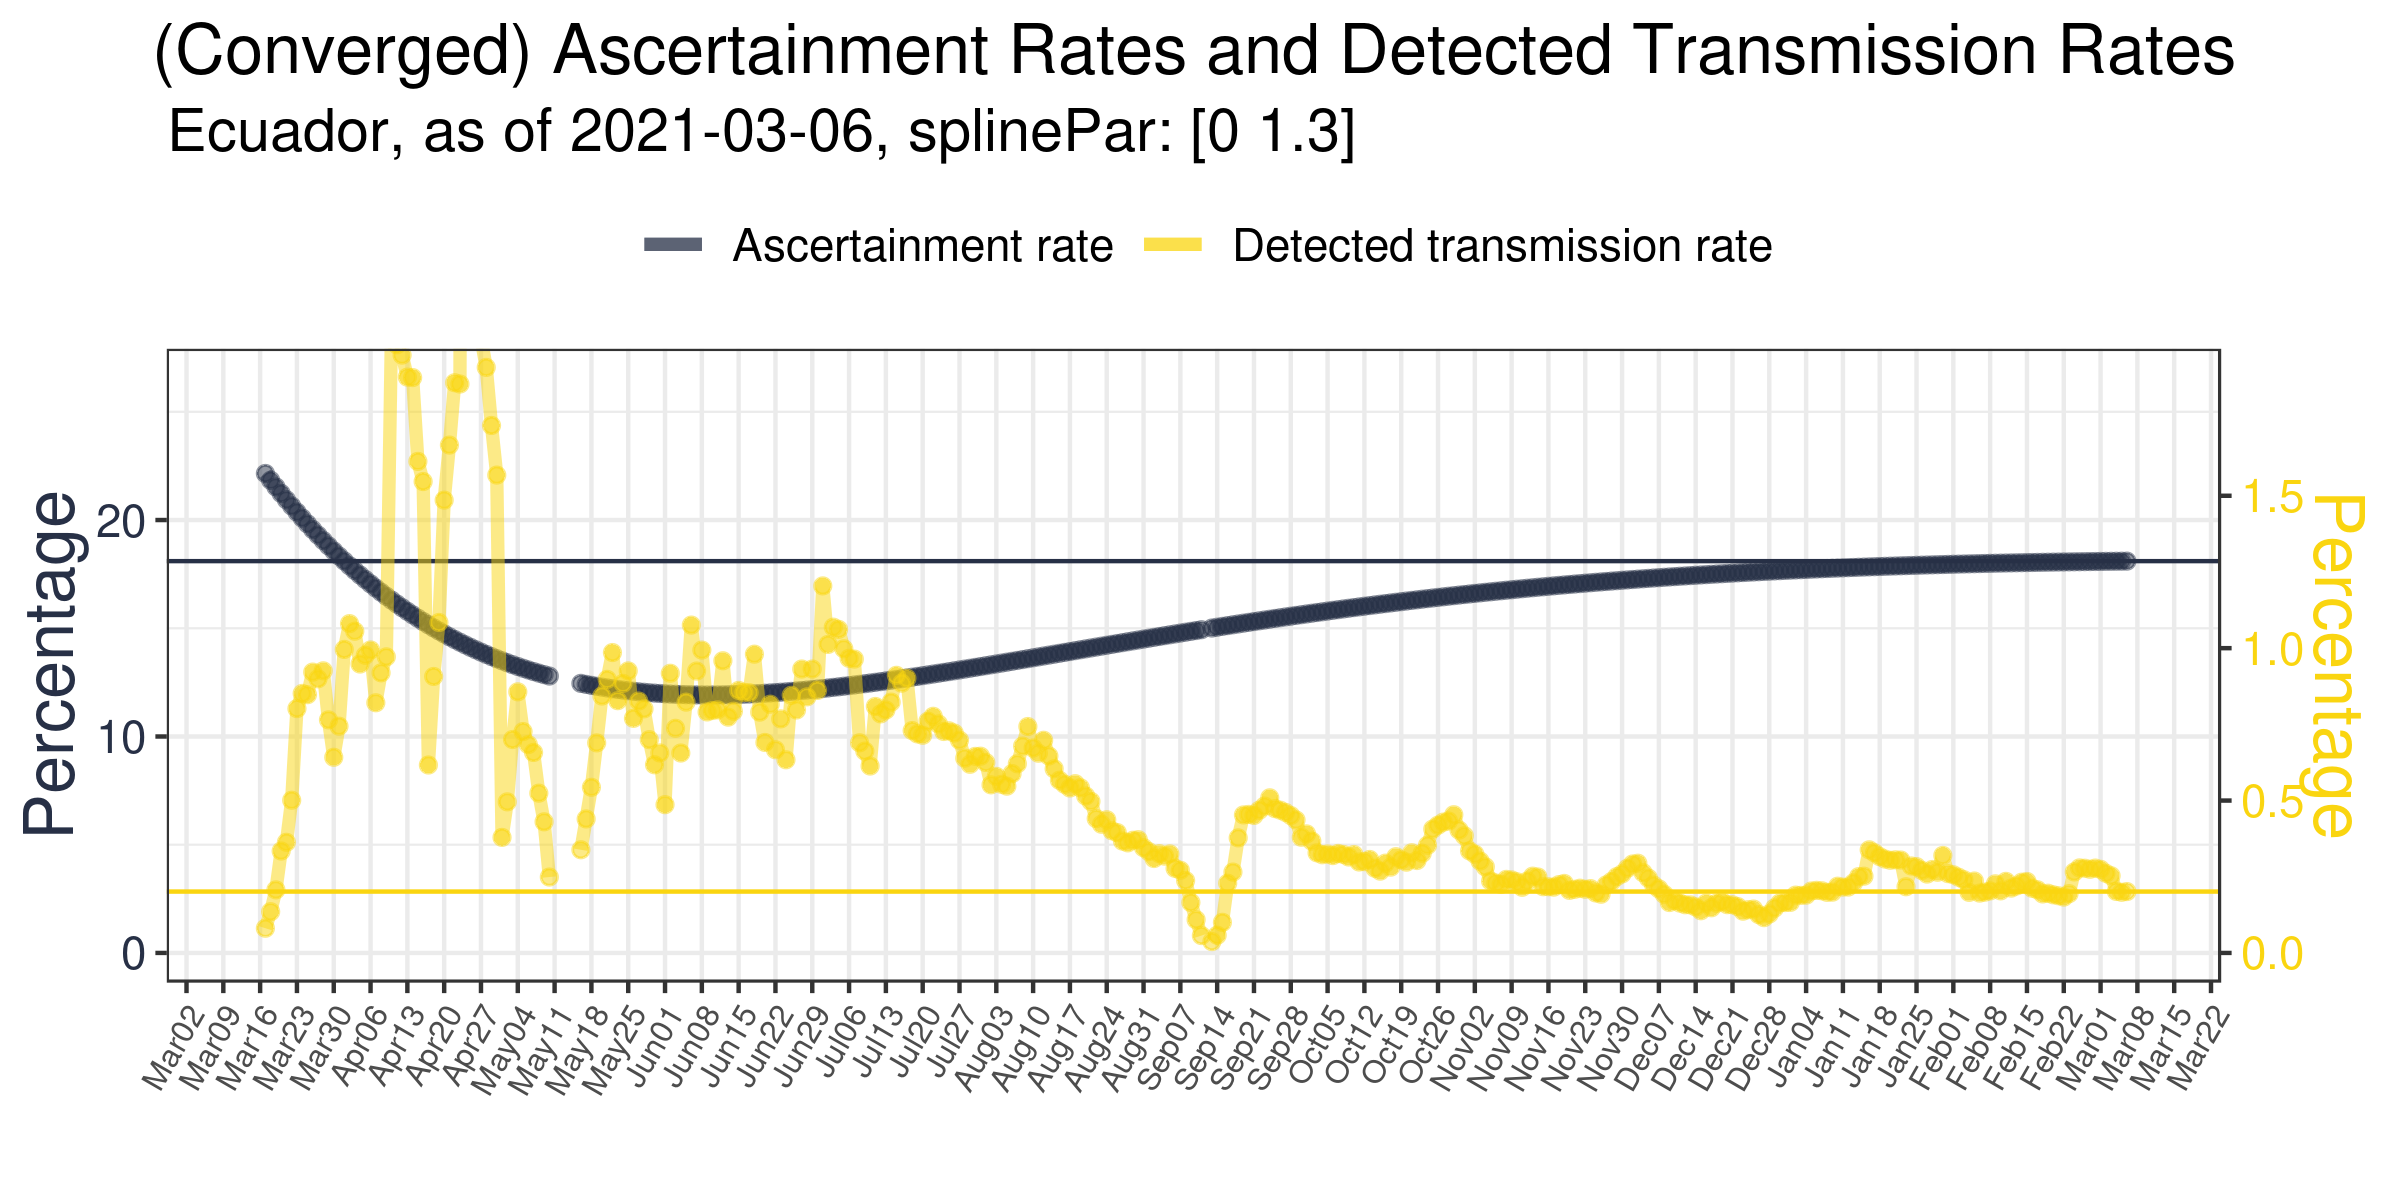 (Converged) Ascertainment Rates and Detected Transmission Rates
Ecuador, as of 2021-03-06, splinePar: [0 1.3]
Ascertainment rate
Detected transmission rate
Percentage
20
10
0
1.5
1.0
0.5
0.0
Percentage
Mar02
Mar09
Mar16
Mar23
Mar30
Apr06
Apr13
Apr20
Apr27
May04
May11
May18
May25
Jun01
Jun08
Jun15
Jun22
Jun29
Jul06
Jul13
Jul20
Jul27
Aug03
Aug10
Aug17
Aug24
Aug31
Sep07
Sep14
Sep21
Sep28
Oct05
Oct12
Oct19
Oct26
Nov02
Nov09
Nov16
Nov23
Nov30
Dec07
Dec14
Dec21
Dec28
Jan04
Jan11
Jan18
Jan25
Feb01
Feb08
Feb15
Feb22
Mar01
Mar08
Mar15
Mar22